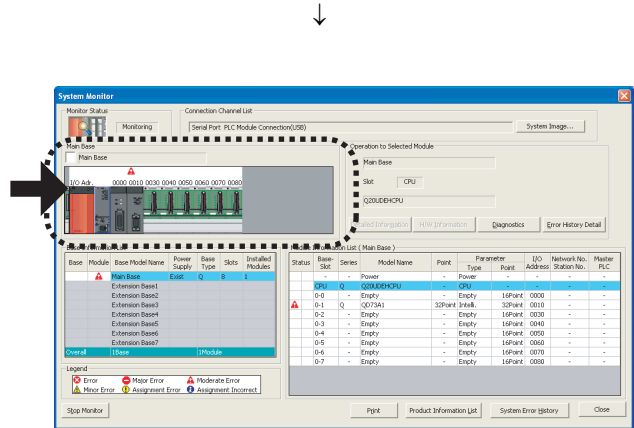 ↓
System Monitor
Monitor Status
Monitoring
Connection Channel List
Serial Port PLC Module Connection(USB)
System Image...
Main Base
Main Base
I/O Adr. 0000 0010 0030 0040 0050 0060 0070 0080
Operation to Selected Module
Main Base
Slot CPU
Q20UDEHCPU
Detailed Information H/W Information Diagnostics Error History Detail
Base Information List
Base Module Base Model Name Power Supply Base Type Slots Installed Modules
Main Base Exist Q 8 1
Extension Base1
Extension Base2
Extension Base3
Extension Base4
Extension Base5
Extension Base6
Extension Base7
Overall 1Base 1Module
Module Information List ( Main Base )
Status Base-Slot Series Model Name Point Parameter Type Point I/O Address Network No. Station No. Master PLC
- - Power - Power - - - -
CPU Q Q20UDEHCPU - CPU - - - -
0-0 - Empty - Empty 16Point 0000 - -
0-1 Q QD73A1 32Point Intelli. 32Point 0010 - -
0-2 - Empty - Empty 16Point 0030 - -
0-3 - Empty - Empty 16Point 0040 - -
0-4 - Empty - Empty 16Point 0050 - -
0-5 - Empty - Empty 16Point 0060 - -
0-6 - Empty - Empty 16Point 0070 - -
0-7 - Empty - Empty 16Point 0080 - -
Legend
Error Major Error Moderate Error
Minor Error Assignment Error Assignment Incorrect
Stop Monitor Print Product Information List System Error History Close